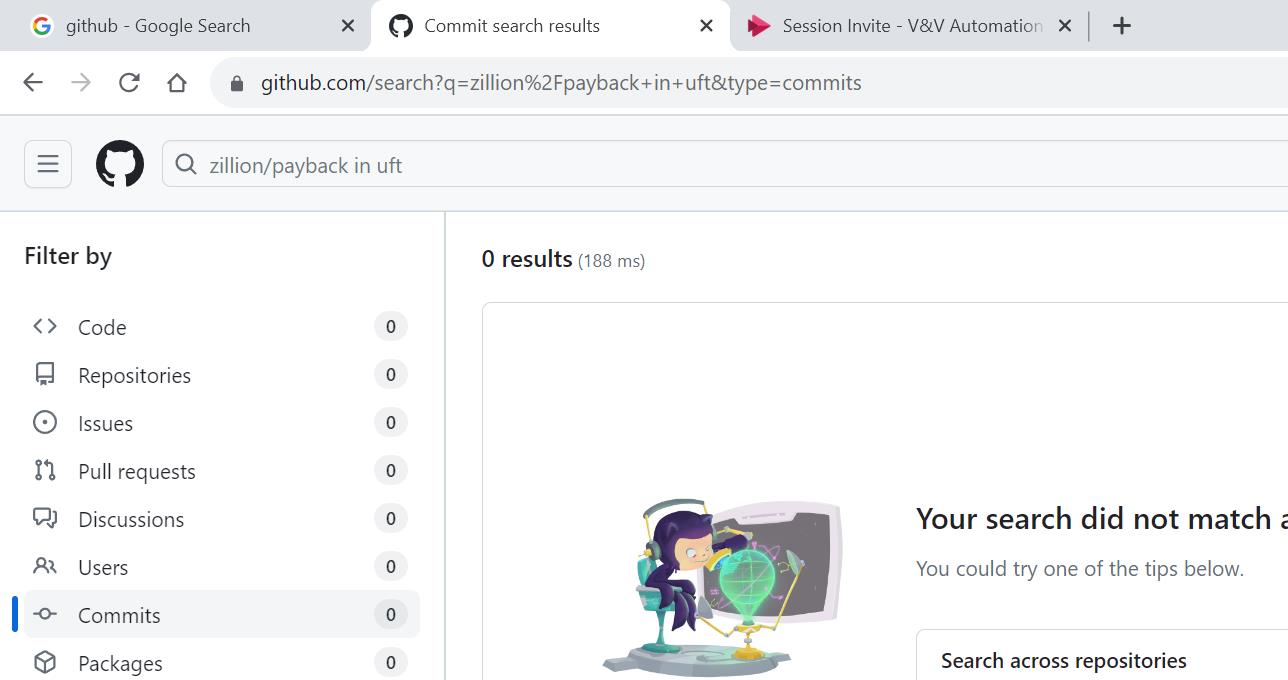 github - Google Search
Commit search results
Session Invite - V&V Automation
github.com/search?q=zillion%2Fpayback+in+uft&type=commits
zillion/payback in uft
Filter by
0 results (188 ms)
Code 0
Repositories 0
Issues 0
Pull requests 0
Discussions 0
Users 0
Commits 0
Packages 0
Your search did not match a
You could try one of the tips below.
Search across repositories